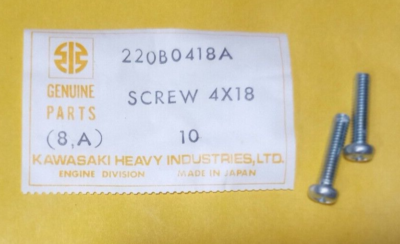 220B0418A
GENUINE
PARTS
SCREW 4X18
(8,A) 10
KAWASAKI HEAVY INDUSTRIES,LTD.
ENGINE DIVISION MADE IN JAPAN